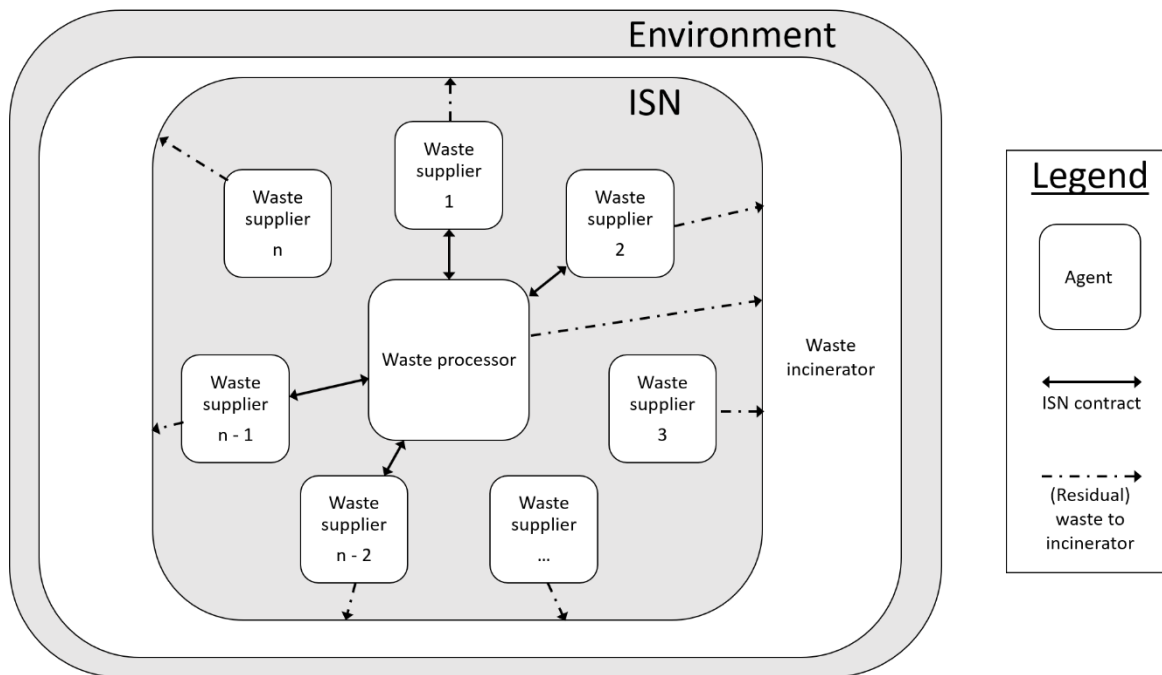 Environment
ISN
Waste
supplier
1
Waste
supplier
2
Waste
supplier
n
Waste processor
Waste
incinerator
Waste
supplier
n - 1
Waste
supplier
3
Waste
supplier
n - 2
Waste
supplier
...
Legend
Agent
ISN contract
(Residual)
waste to
incinerator